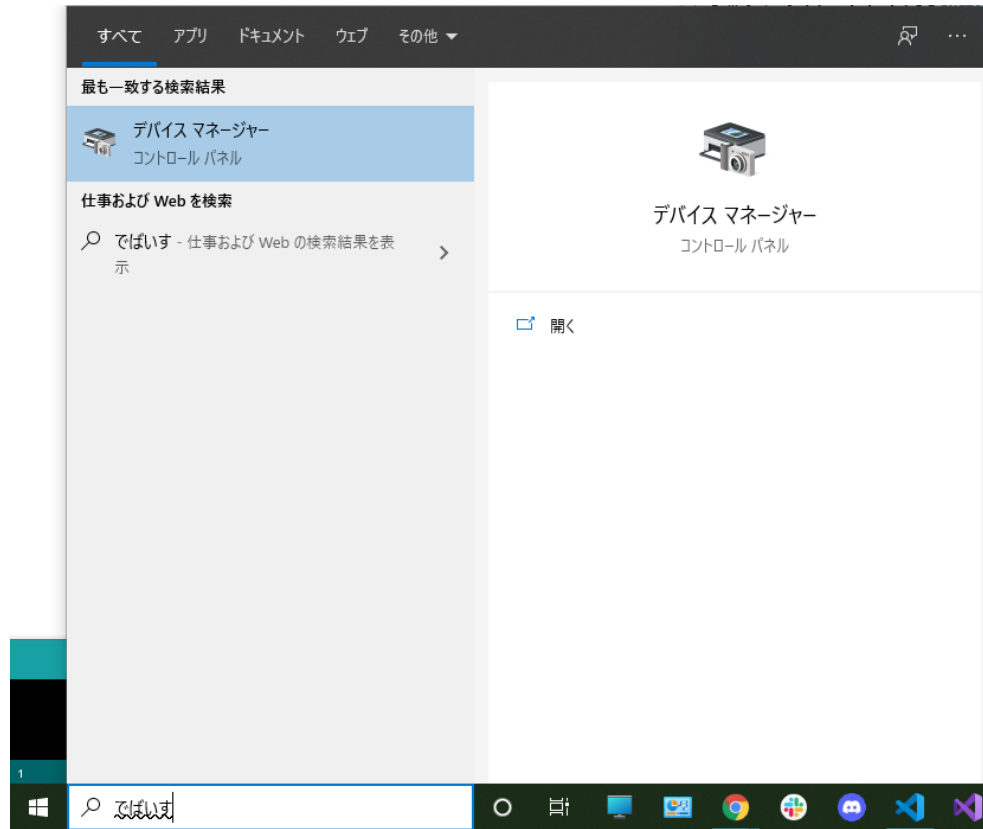 すべて アプリ ドキュメント ウェブ その他
最も一致する検索結果
デバイス マネージャー
コントロール パネル
仕事および Web を検索
でばいす - 仕事および Web の検索結果を表
示
デバイス マネージャー
コントロール パネル
開く
1
でばいす